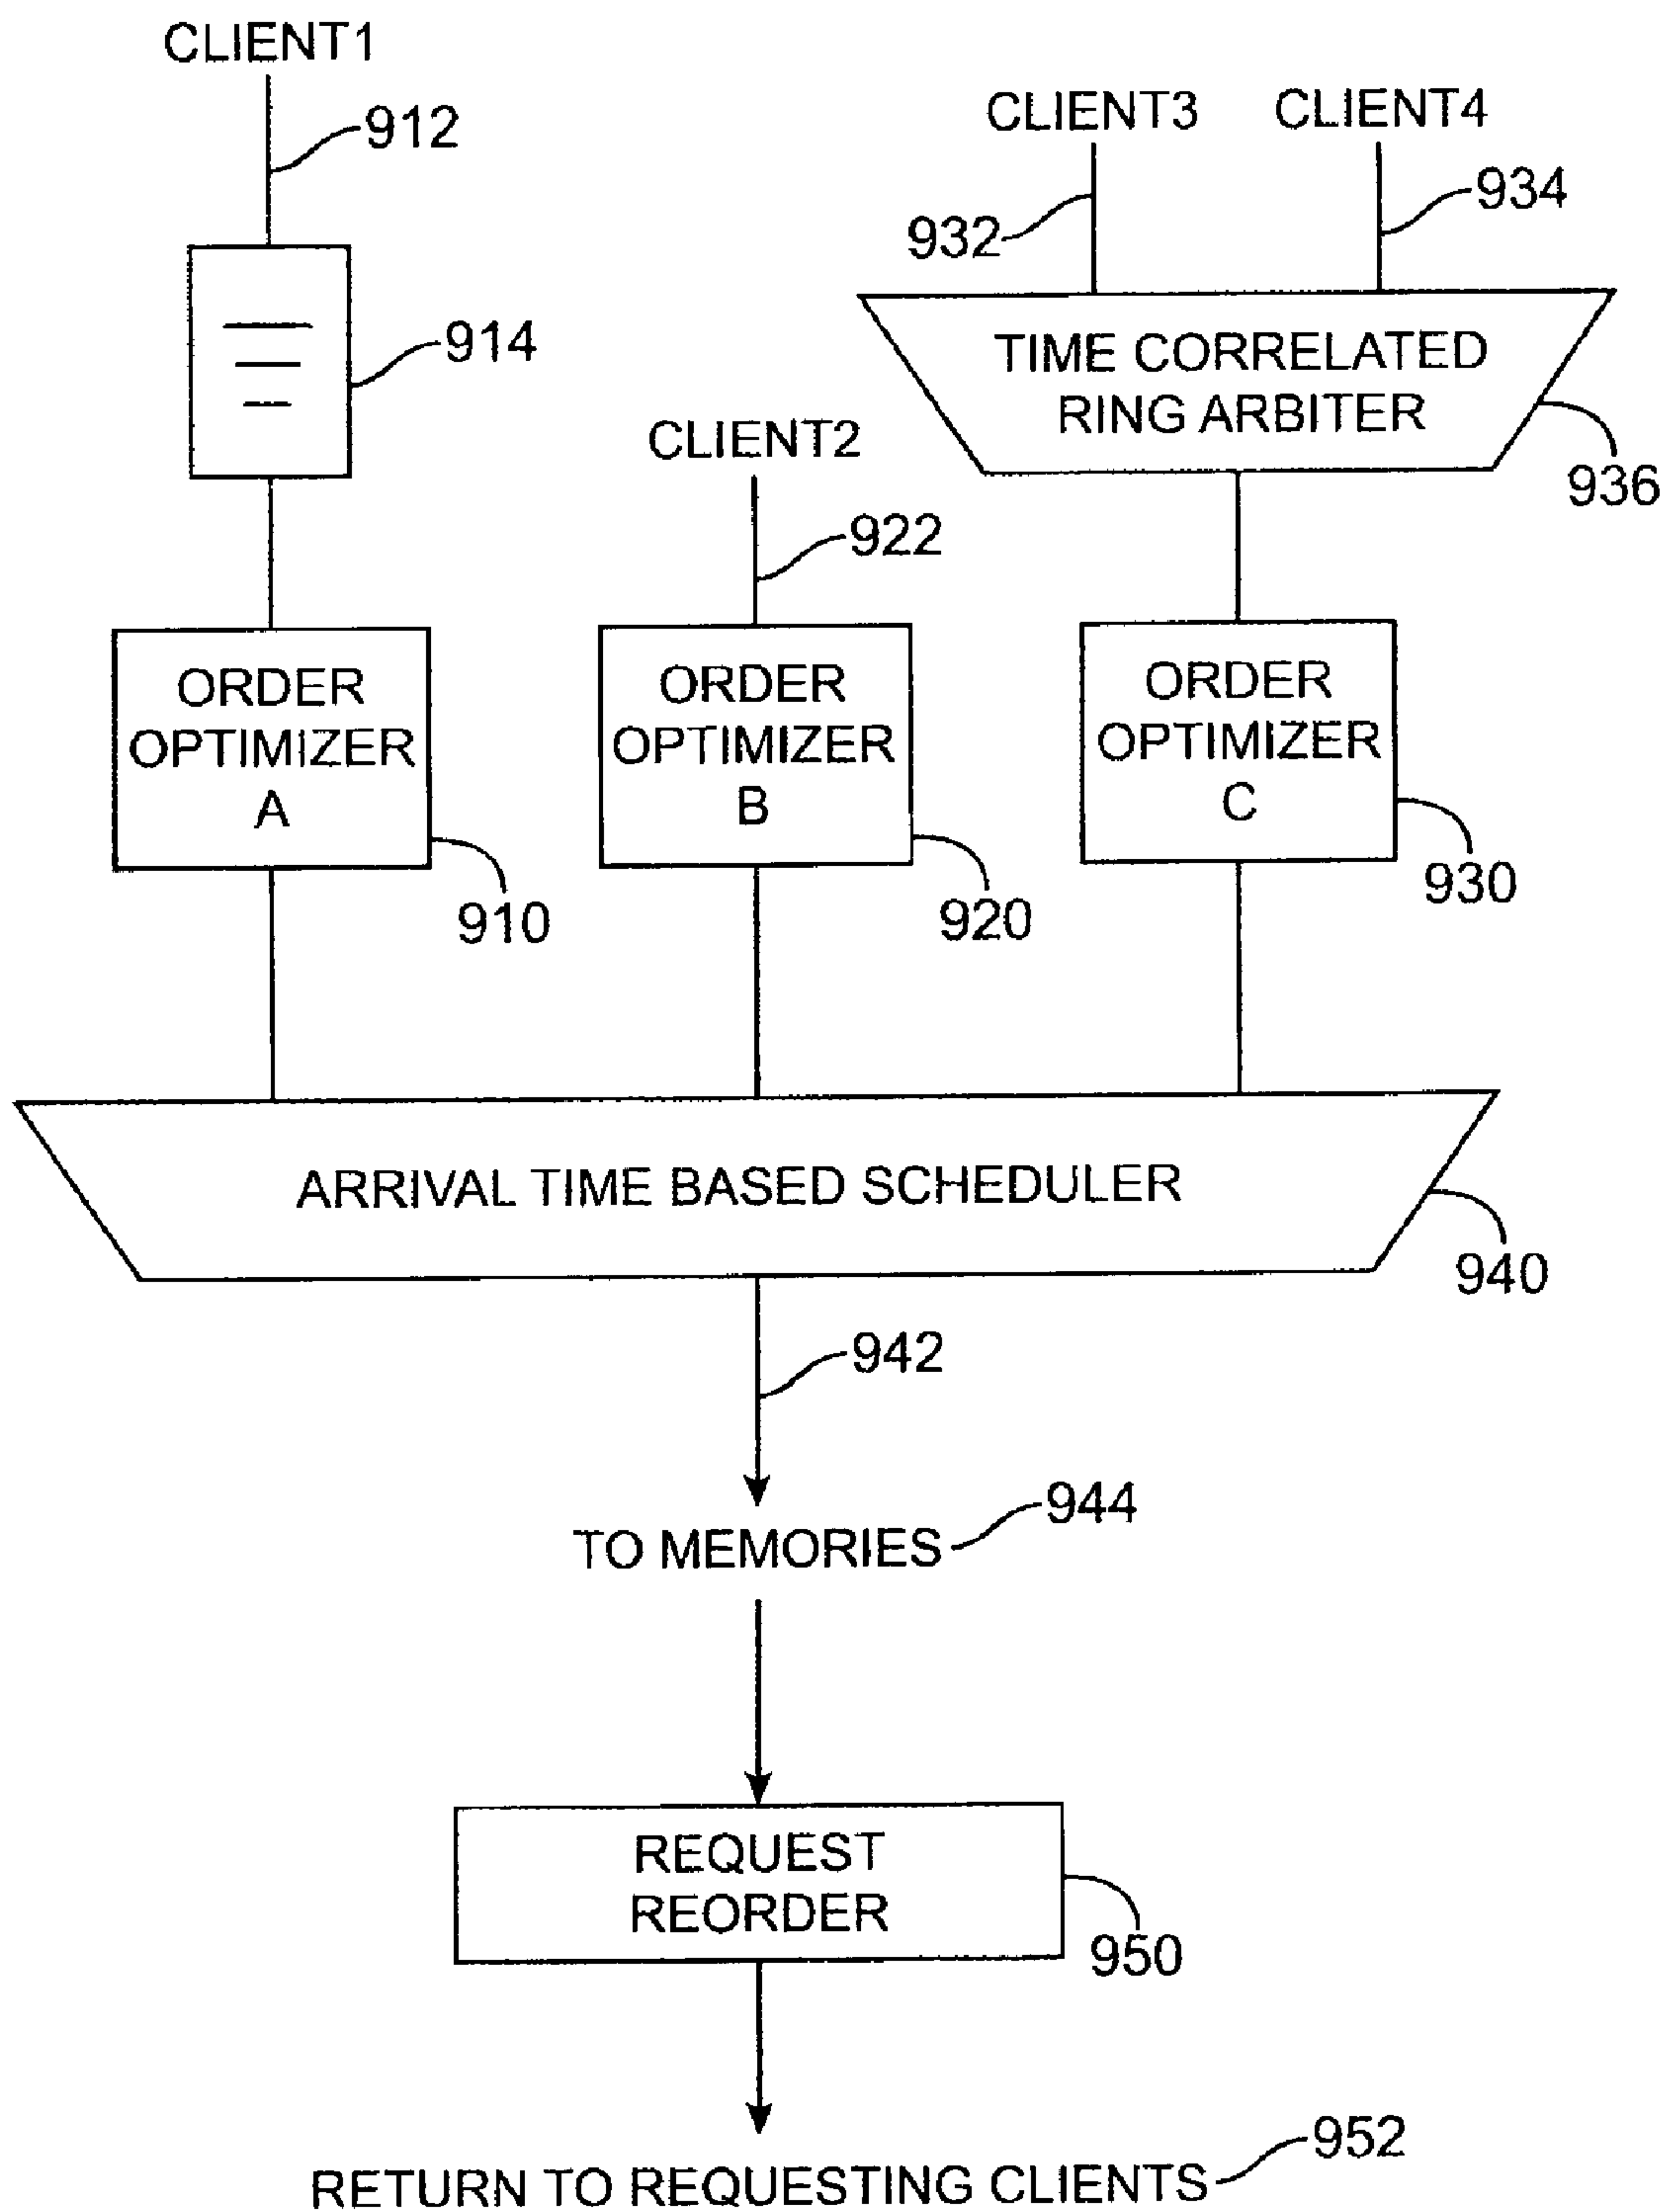 CLIENT1
912
CLIENT3
CLIENT4
934
932
914
TIME CORRELATED
RING ARBITER
936
CLIENT2
922
ORDER
OPTIMIZER
A
910
ORDER
OPTIMIZER
B
920
ORDER
OPTIMIZER
C
930
ARRIVAL TIME BASED SCHEDULER
940
942
TO MEMORIES
944
REQUEST
REORDER
950
RETURN TO REQUESTING CLIENTS
952